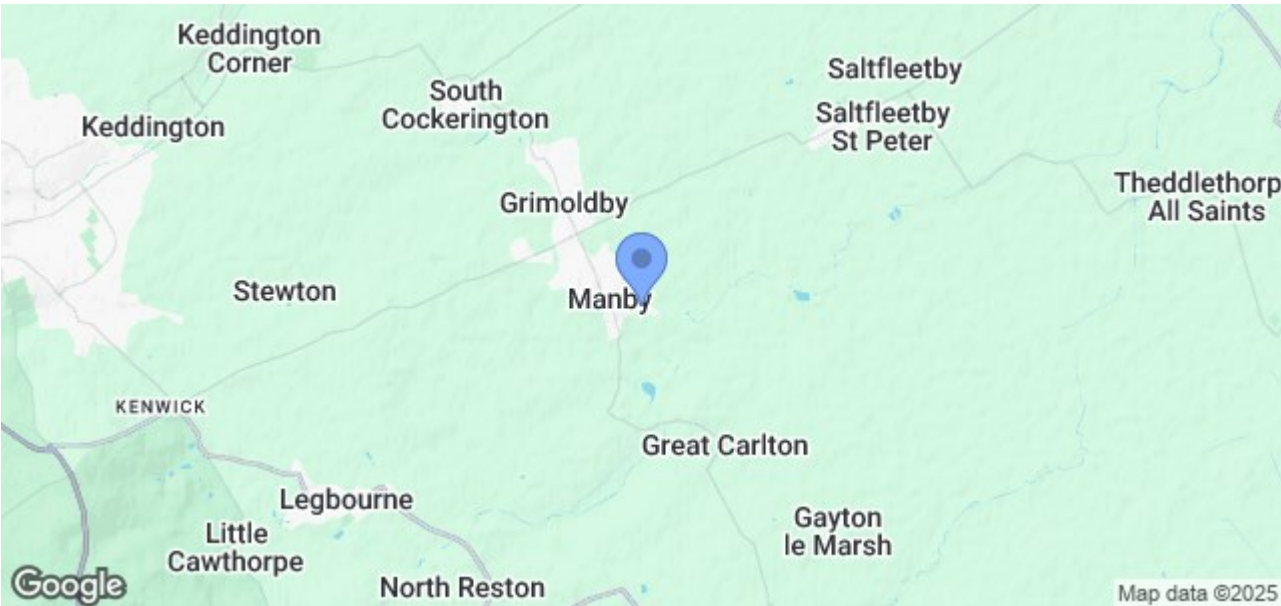 Keddington
Corner
South
Cockerington
Saltfleetby
Keddington
Saltfleetby
St Peter
Theddlethorp
All Saints
Grimoldby
Stewton
Manby
KENWICK
Great Carlton
Legbourne
Gayton
le Marsh
Little
Cawthorpe
North Reston
Google
Map data ©2025